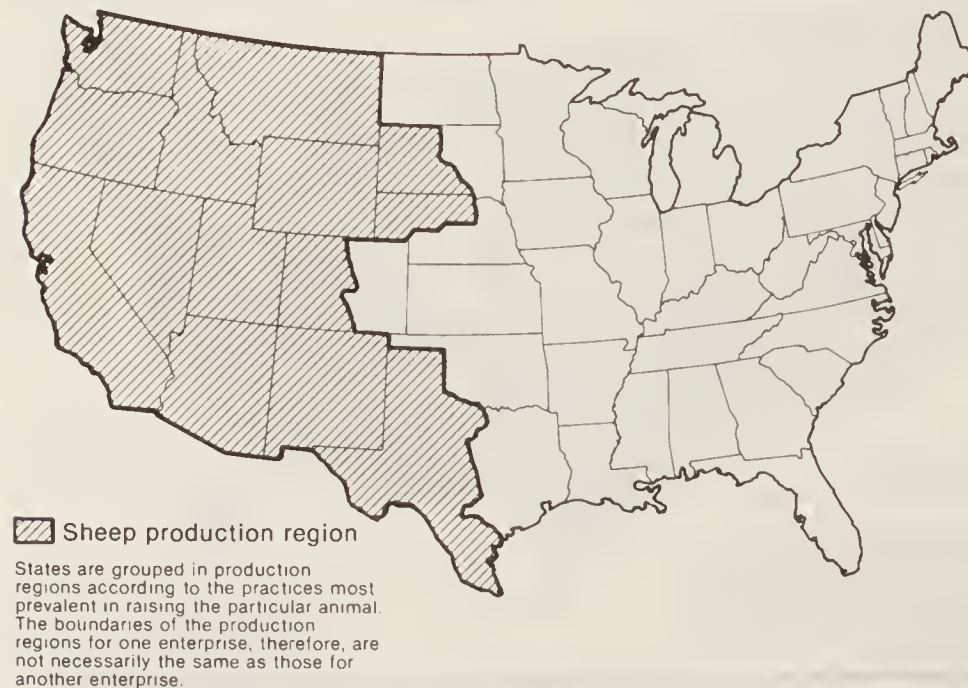 Sheep production region
States are grouped in production
regions according to the practices most
prevalent in raising the particular animal.
The boundaries of the production
regions for one enterprise, therefore, are
not necessarily the same as those for
another enterprise.